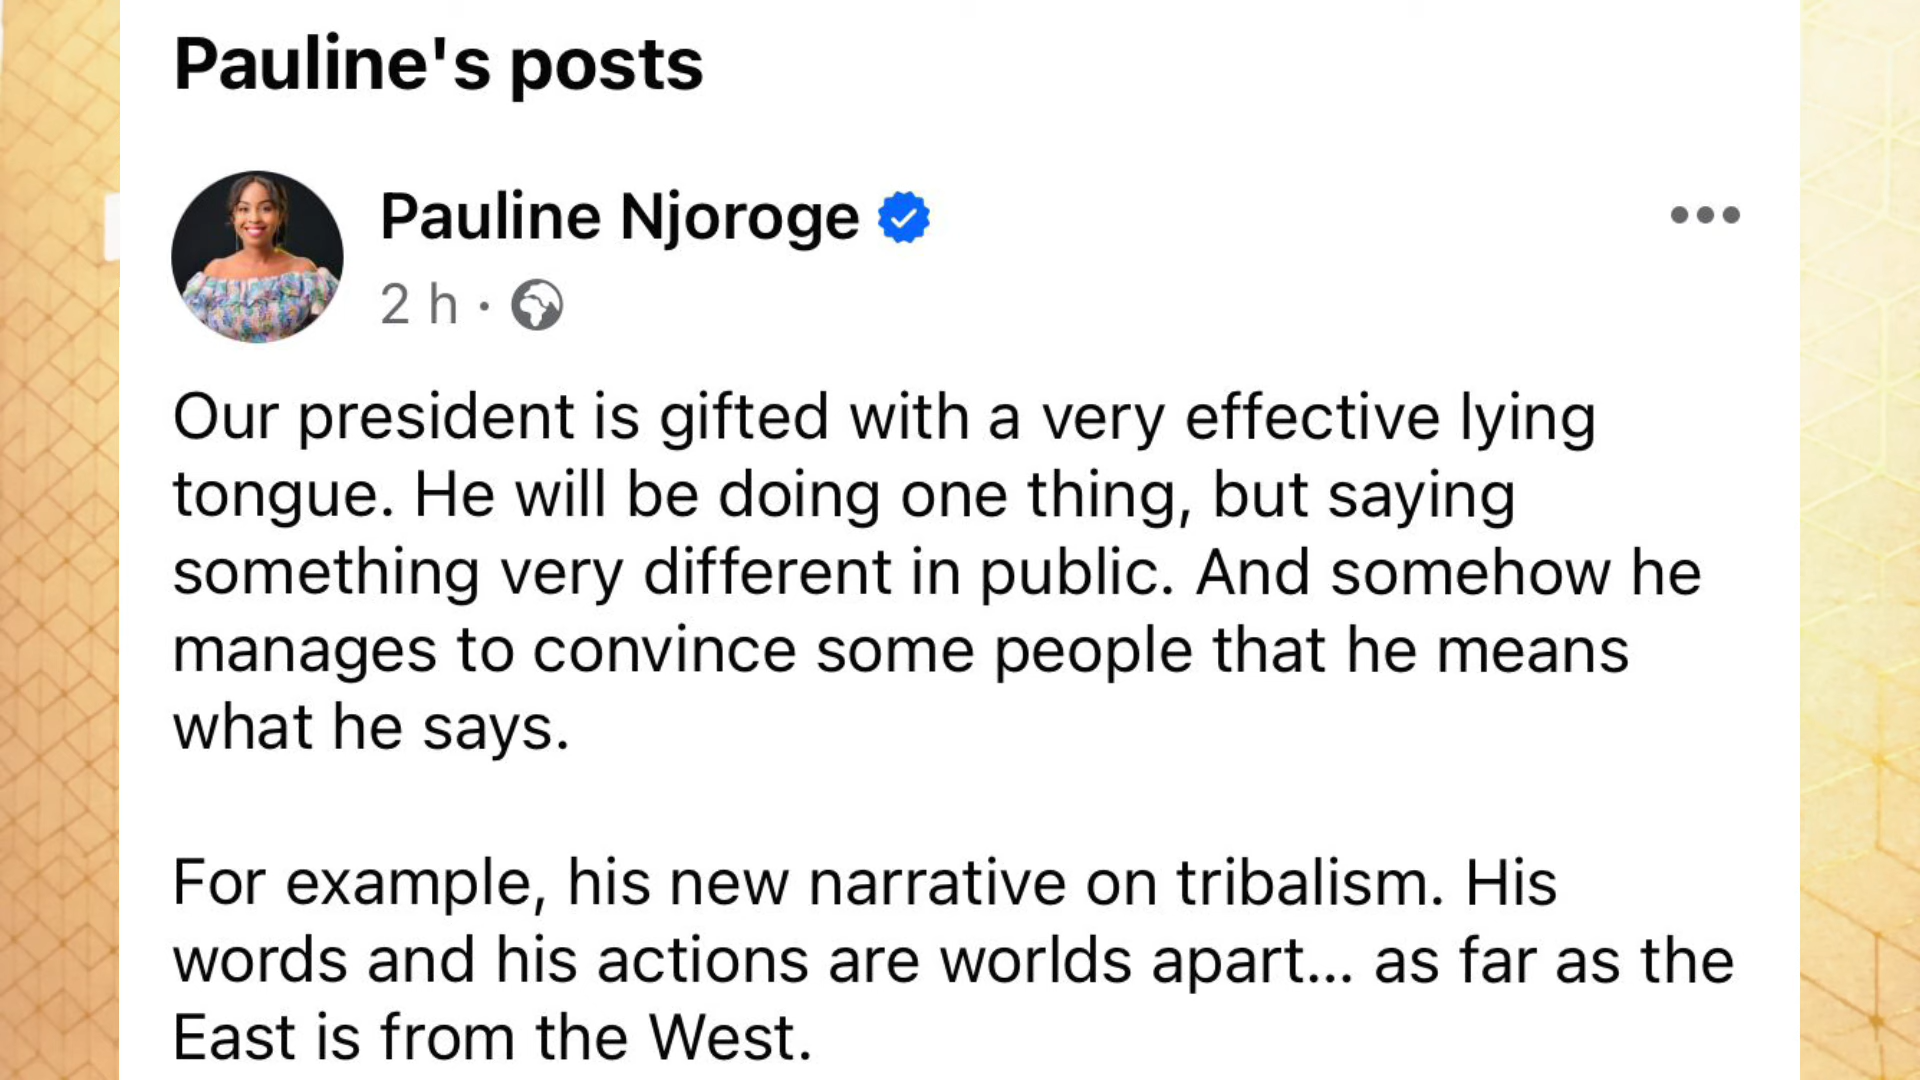 Pauline's posts
Pauline Njoroge
2 h ·
Our president is gifted with a very effective lying
tongue. He will be doing one thing, but saying
something very different in public. And somehow he
manages to convince some people that he means
what he says.
For example, his new narrative on tribalism. His
words and his actions are worlds apart... as far as the
East is from the West.